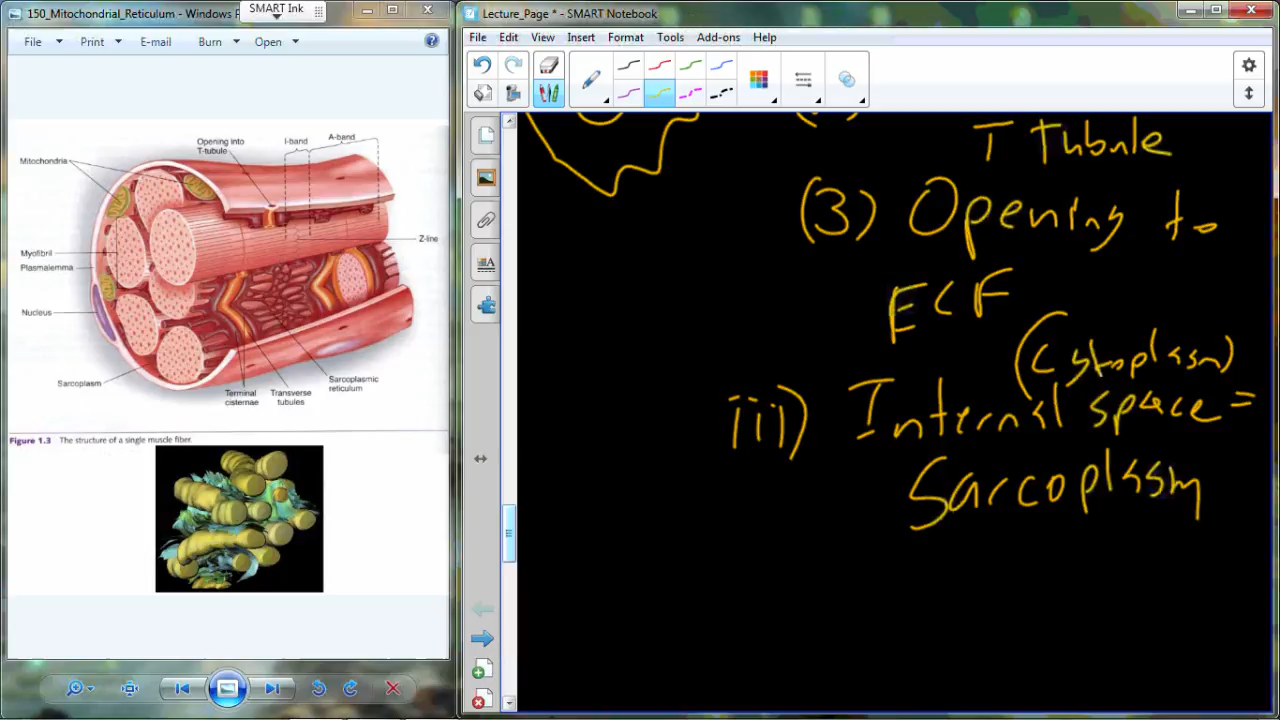 150_Mitochondrial_Reticulum - Windows P
SMART Ink
File Print E-mail Burn Open
Opening into
T-tubule
I-band
A-band
Mitochondria
Z-line
Myofibril
Plasmalemma
Nucleus
Sarcoplasm
Terminal
cisternae
Transverse
tubules
Sarcoplasmic
reticulum
Figure 1.3 The structure of a single muscle fiber.
Lecture_Page * - SMART Notebook
File Edit View Insert Format Tools Add-ons Help
T tubule
(3) Opening to
ECF
(Cytoplasm)
iii) Internal space =
Sarcoplasm